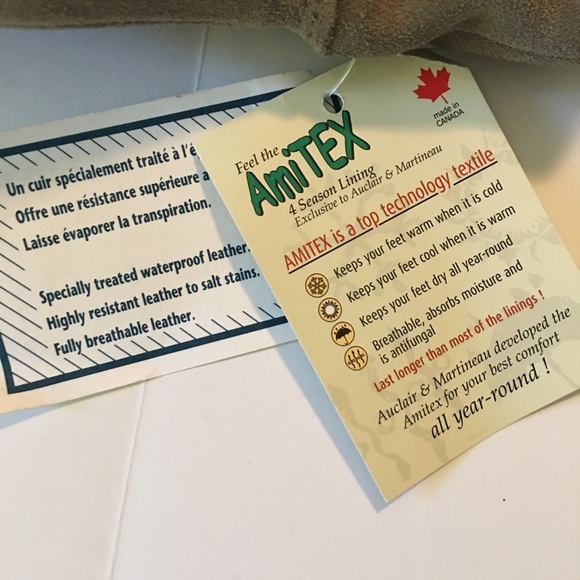 Un cuir spécialement traité à l'é
Offre une résistance supérieure a
Laisse évaporer la transpiration.
Specially treated waterproof leather.
Highly resistant leather to salt stains.
Fully breathable leather.
made in
CANADA
Feel the
AmiTEX
4 Season Lining
Exclusive to Auclair & Martineau
AMITEX is a top technology textile
Keeps your feet warm when it is cold
Keeps your feet cool when it is warm
Keeps your feet dry all year-round
Breathable, absorbs moisture and
is antifungal
Last longer than most of the linings !
Auclair & Martineau developed the
Amitex for your best comfort
all year-round !